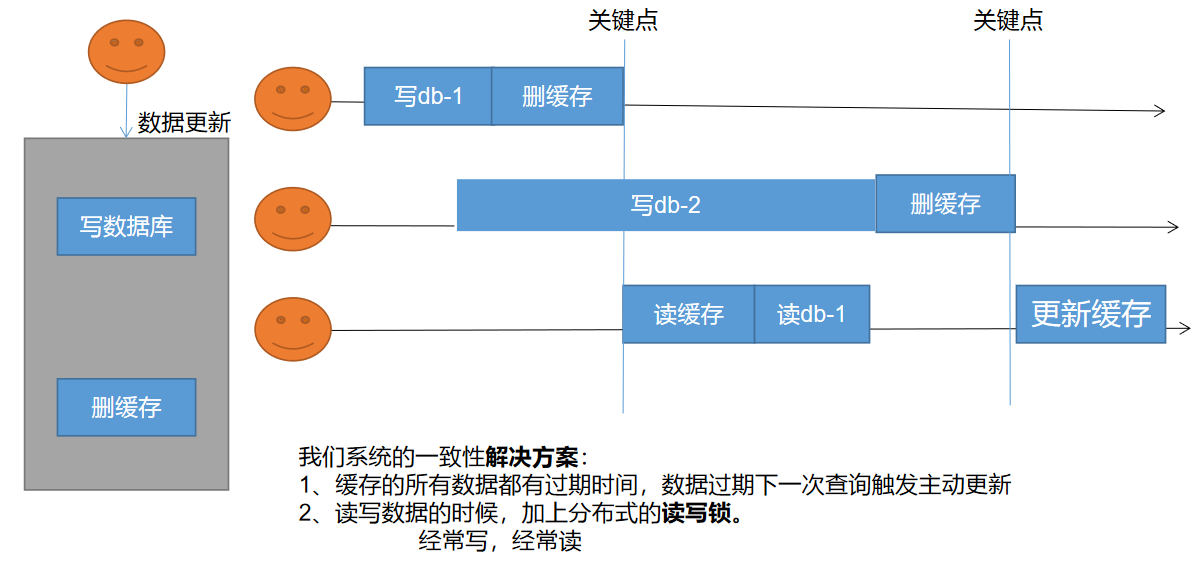 关键点
关键点
数据更新
写数据库
删缓存
写db-1
删缓存
写db-2
删缓存
读缓存
读db-1
更新缓存
我们系统的一致性解决方案：
1、缓存的所有数据都有过期时间，数据过期下一次查询触发主动更新
2、读写数据的时候，加上分布式的读写锁。
经常写，经常读